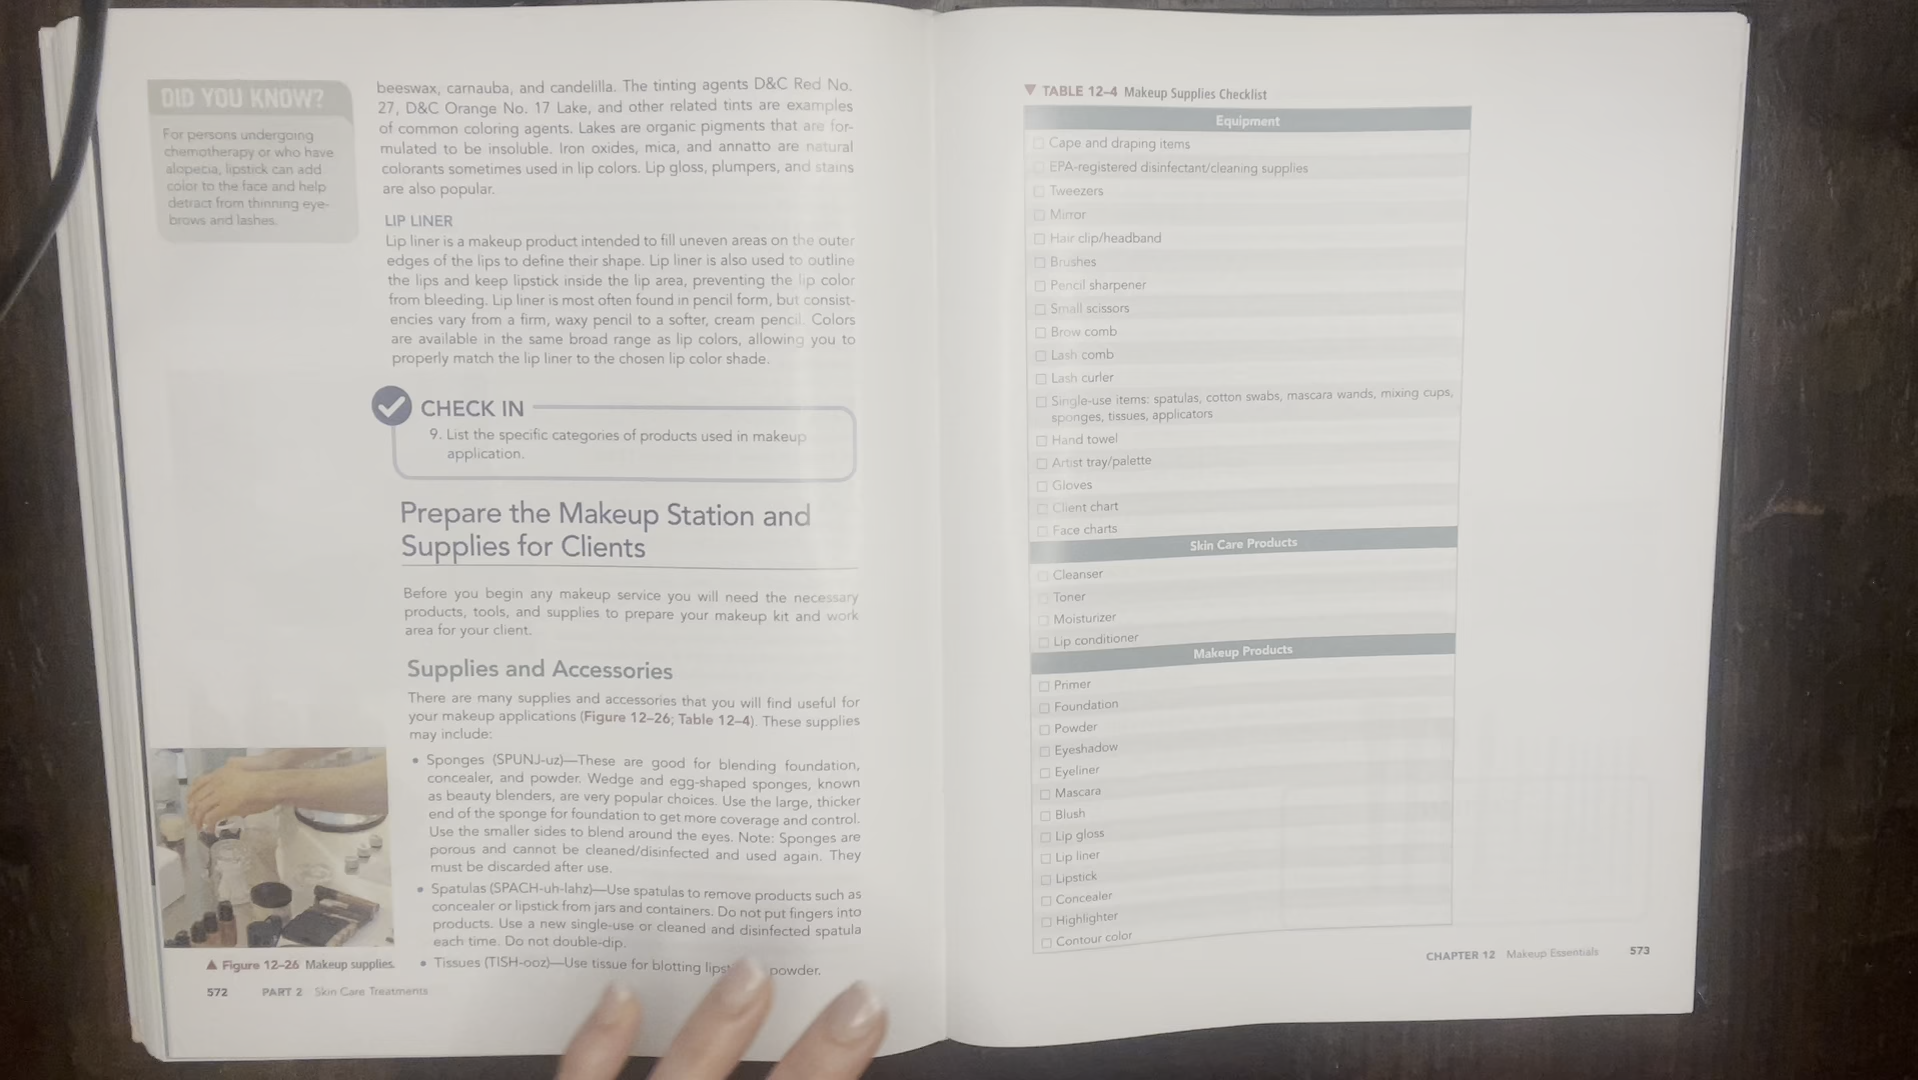 DID YOU KNOW?
For persons undergoing
chemotherapy or who have
alopecia, lipstick can add
color to the face and help
detract from thinning eye-
brows and lashes.
beeswax, carnauba, and candelilla. The tinting agents D&C Red No.
27, D&C Orange No. 17 Lake, and other related tints are examples
of common coloring agents. Lakes are organic pigments that are for-
mulated to be insoluble. Iron oxides, mica, and annatto are natural
colorants sometimes used in lip colors. Lip gloss, plumpers, and stains
are also popular.
LIP LINER
Lip liner is a makeup product intended to fill uneven areas on the outer
edges of the lips to define their shape. Lip liner is also used to outline
the lips and keep lipstick inside the lip area, preventing the lip color
from bleeding. Lip liner is most often found in pencil form, but consist-
encies vary from a firm, waxy pencil to a softer, cream pencil. Colors
are available in the same broad range as lip colors, allowing you to
properly match the lip liner to the chosen lip color shade.
CHECK IN
9. List the specific categories of products used in makeup
application.
Prepare the Makeup Station and
Supplies for Clients
Before you begin any makeup service you will need the necessary
products, tools, and supplies to prepare your makeup kit and work
area for your client.
Supplies and Accessories
There are many supplies and accessories that you will find useful for
your makeup applications (Figure 12–26; Table 12–4). These supplies
may include:
• Sponges (SPUNJ-uz)—These are good for blending foundation,
concealer, and powder. Wedge and egg-shaped sponges, known
as beauty blenders, are very popular choices. Use the large, thicker
end of the sponge for foundation to get more coverage and control.
Use the smaller sides to blend around the eyes. Note: Sponges are
porous and cannot be cleaned/disinfected and used again. They
must be discarded after use.
• Spatulas (SPACH-uh-lahz)—Use spatulas to remove products such as
concealer or lipstick from jars and containers. Do not put fingers into
products. Use a new single-use or cleaned and disinfected spatula
each time. Do not double-dip.
• Tissues (TISH-ooz)—Use tissue for blotting powder.
▲ Figure 12–26 Makeup supplies.
572 PART 2 Skin Care Treatments
▼ TABLE 12–4 Makeup Supplies Checklist
Equipment
☐ Cape and draping items
☐ EPA-registered disinfectant/cleaning supplies
☐ Tweezers
☐ Mirror
☐ Hair clip/headband
☐ Brushes
☐ Pencil sharpener
☐ Small scissors
☐ Brow comb
☐ Lash comb
☐ Lash curler
☐ Single-use items: spatulas, cotton swabs, mascara wands, mixing cups,
sponges, tissues, applicators
☐ Hand towel
☐ Artist tray/palette
☐ Gloves
☐ Client chart
☐ Face charts
Skin Care Products
☐ Cleanser
☐ Toner
☐ Moisturizer
☐ Lip conditioner
Makeup Products
☐ Primer
☐ Foundation
☐ Powder
☐ Eyeshadow
☐ Eyeliner
☐ Mascara
☐ Blush
☐ Lip gloss
☐ Lip liner
☐ Lipstick
☐ Concealer
☐ Highlighter
☐ Contour color
CHAPTER 12 Makeup Essentials 573